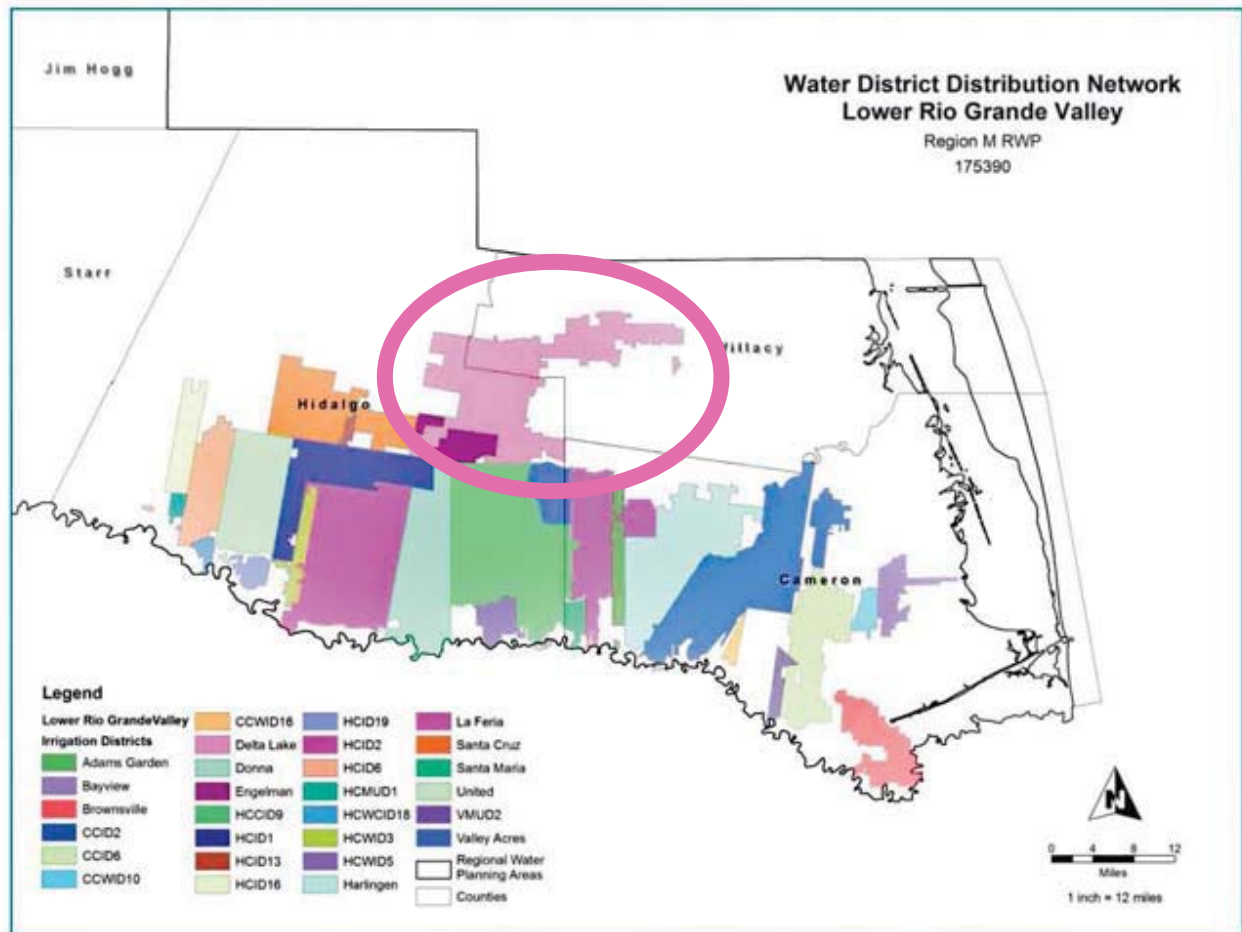 Jim Hogg
Water District Distribution Network
Lower Rio Grande Valley
Region M RWP
175390
Starr
Willacy
Hidalgo
Cameron
Legend
Lower Rio GrandeValley
Irrigation Districts
Adams Garden
Bayview
Brownsville
CCID2
CCID6
CCWID10
CCWID16
Delta Lake
Donna
Engelman
HCCID9
HCID1
HCID13
HCID16
HCID19
HCID2
HCID6
HCMUD1
HCWCID18
HCWID3
HCWID5
Harlingen
La Feria
Santa Cruz
Santa Maria
United
VMUD2
Valley Acres
Regional Water
Planning Areas
Counties
N
0 4 8 12
Miles
1 inch = 12 miles